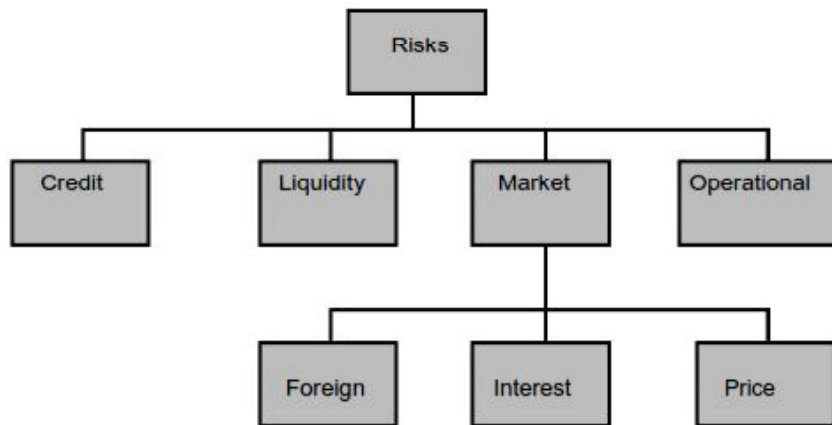 Risks
Credit
Liquidity
Market
Operational
Foreign
Interest
Price